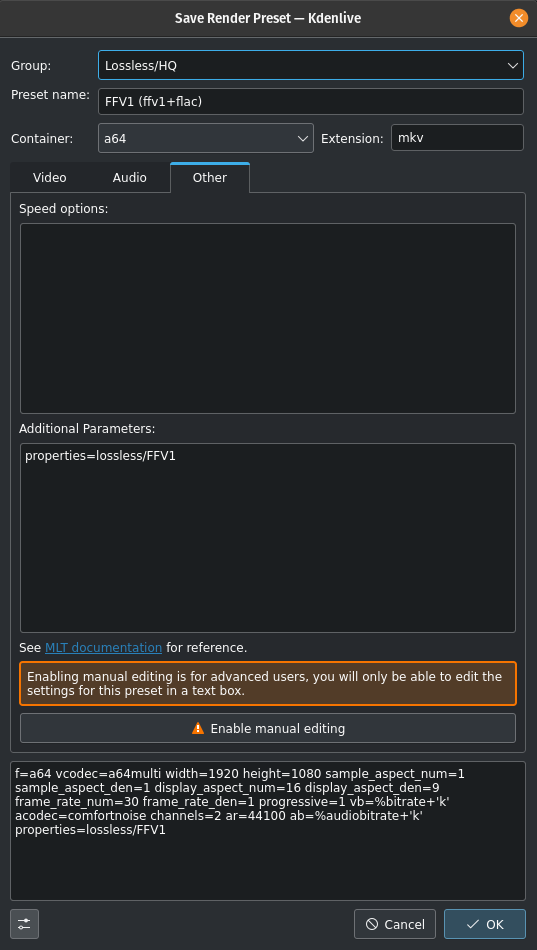 Save Render Preset — Kdenlive
Group:
Lossless/HQ
Preset name:
FFV1 (ffv1+flac)
Container:
a64
Extension:
mkv
Video
Audio
Other
Speed options:
Additional Parameters:
properties=lossless/FFV1
See MLT documentation for reference.
Enabling manual editing is for advanced users, you will only be able to edit the
settings for this preset in a text box.
Enable manual editing
f=a64 vcodec=a64multi width=1920 height=1080 sample_aspect_num=1
sample_aspect_den=1 display_aspect_num=16 display_aspect_den=9
frame_rate_num=30 frame_rate_den=1 progressive=1 vb=%bitrate+'k'
acodec=comfortnoise channels=2 ar=44100 ab=%audiobitrate+'k'
properties=lossless/FFV1
Cancel
OK